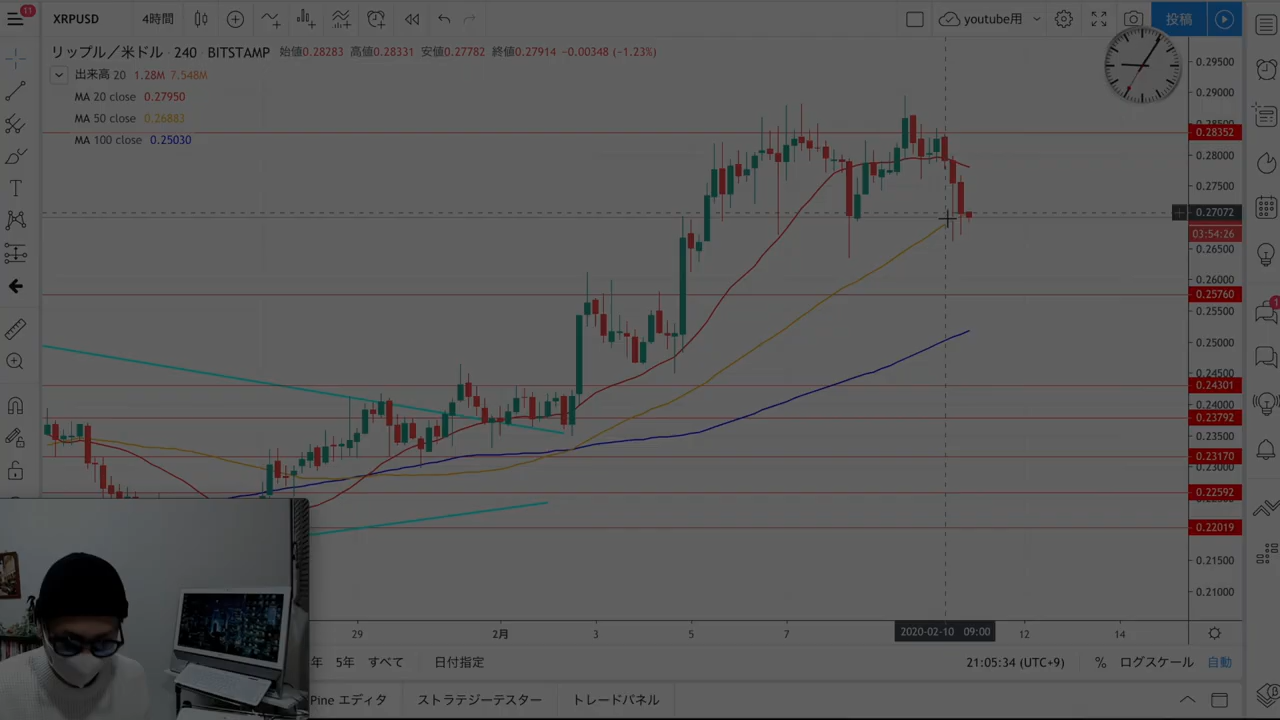 11
XRPUSD
4時間
youtube用
投稿
リップル／米ドル · 240 · BITSTAMP 始値0.28283 高値0.28331 安値0.27782 終値0.27914 −0.00348 (−1.23%)
出来高 20 1.28M 7.548M
MA 20 close 0.27950
MA 50 close 0.26883
MA 100 close 0.25030
0.29500
0.29000
0.28352
0.28000
0.27500
0.27072
03:54:26
0.26500
0.26000
0.25760
0.25500
0.25000
0.24500
0.24301
0.24000
0.23792
0.23500
0.23170
0.23000
0.22592
0.22019
0.21500
0.21000
1
29
2月
3
5
7
2020-02-10 09:00
12
14
年 5年 すべて 日付指定
21:05:34 (UTC+9)
% ログスケール 自動
Pine エディタ ストラテジーテスター トレードパネル